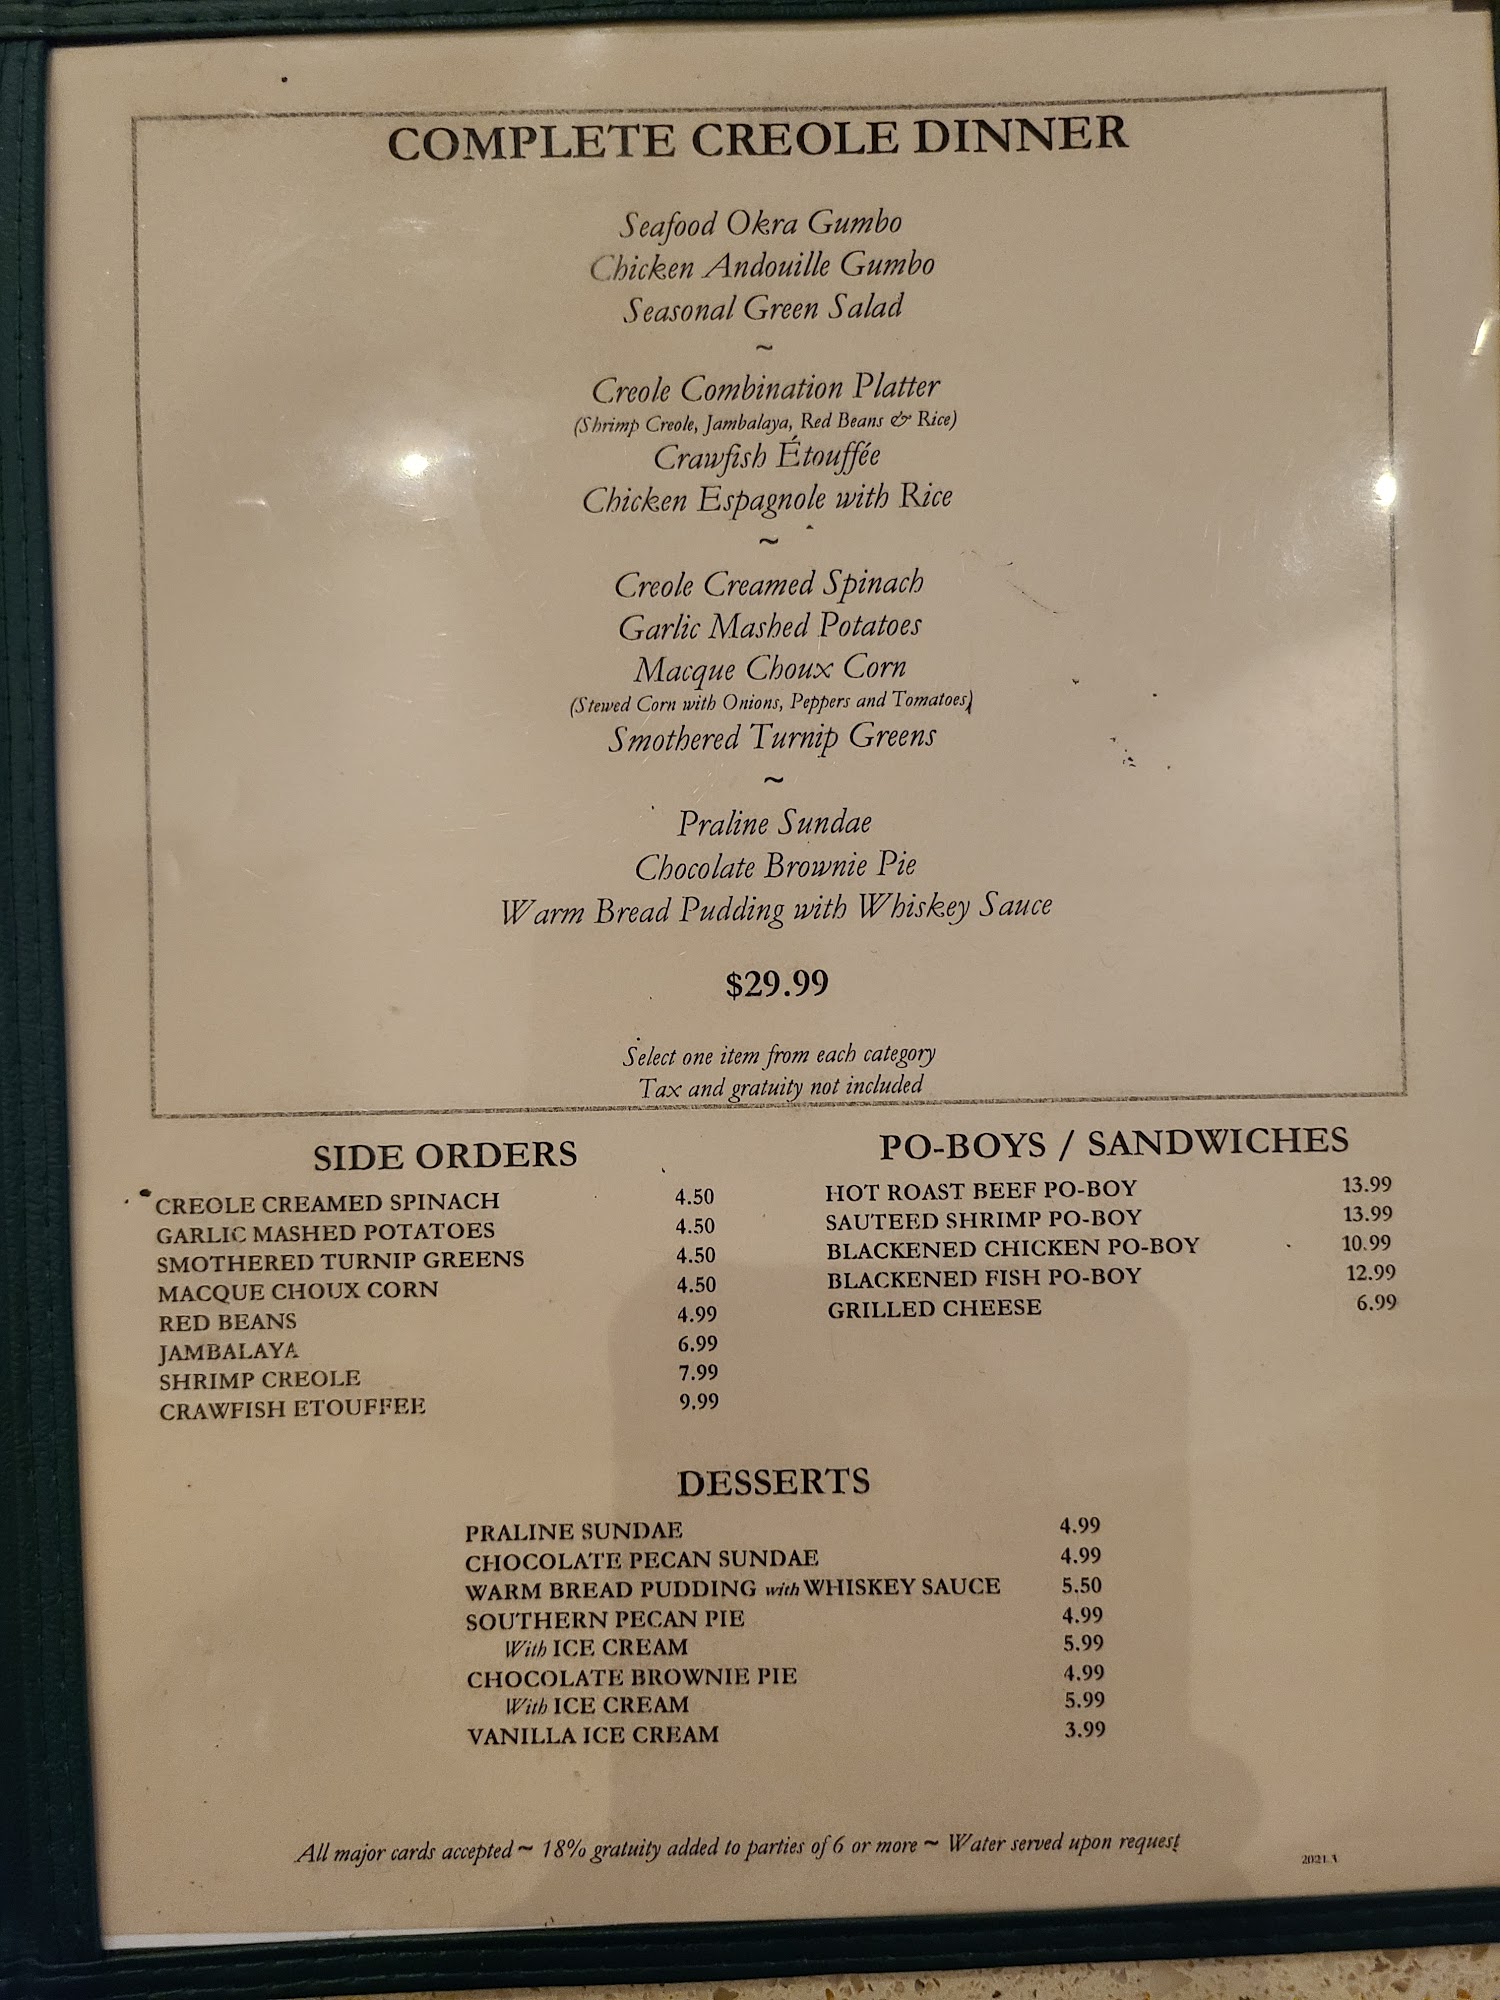 COMPLETE CREOLE DINNER
Seafood Okra Gumbo
Chicken Andouille Gumbo
Seasonal Green Salad
~
Creole Combination Platter
(Shrimp Creole, Jambalaya, Red Beans & Rice)
Crawfish Étouffée
Chicken Espagnole with Rice
~
Creole Creamed Spinach
Garlic Mashed Potatoes
Macque Choux Corn
(Stewed Corn with Onions, Peppers and Tomatoes)
Smothered Turnip Greens
~
Praline Sundae
Chocolate Brownie Pie
Warm Bread Pudding with Whiskey Sauce
$29.99
Select one item from each category
Tax and gratuity not included
SIDE ORDERS
CREOLE CREAMED SPINACH 4.50
GARLIC MASHED POTATOES 4.50
SMOTHERED TURNIP GREENS 4.50
MACQUE CHOUX CORN 4.50
RED BEANS 4.99
JAMBALAYA 6.99
SHRIMP CREOLE 7.99
CRAWFISH ETOUFFEE 9.99
PO-BOYS / SANDWICHES
HOT ROAST BEEF PO-BOY 13.99
SAUTEED SHRIMP PO-BOY 13.99
BLACKENED CHICKEN PO-BOY 10.99
BLACKENED FISH PO-BOY 12.99
GRILLED CHEESE 6.99
DESSERTS
PRALINE SUNDAE 4.99
CHOCOLATE PECAN SUNDAE 4.99
WARM BREAD PUDDING with WHISKEY SAUCE 5.50
SOUTHERN PECAN PIE 4.99
With ICE CREAM 5.99
CHOCOLATE BROWNIE PIE 4.99
With ICE CREAM 5.99
VANILLA ICE CREAM 3.99
All major cards accepted ~ 18% gratuity added to parties of 6 or more ~ Water served upon request